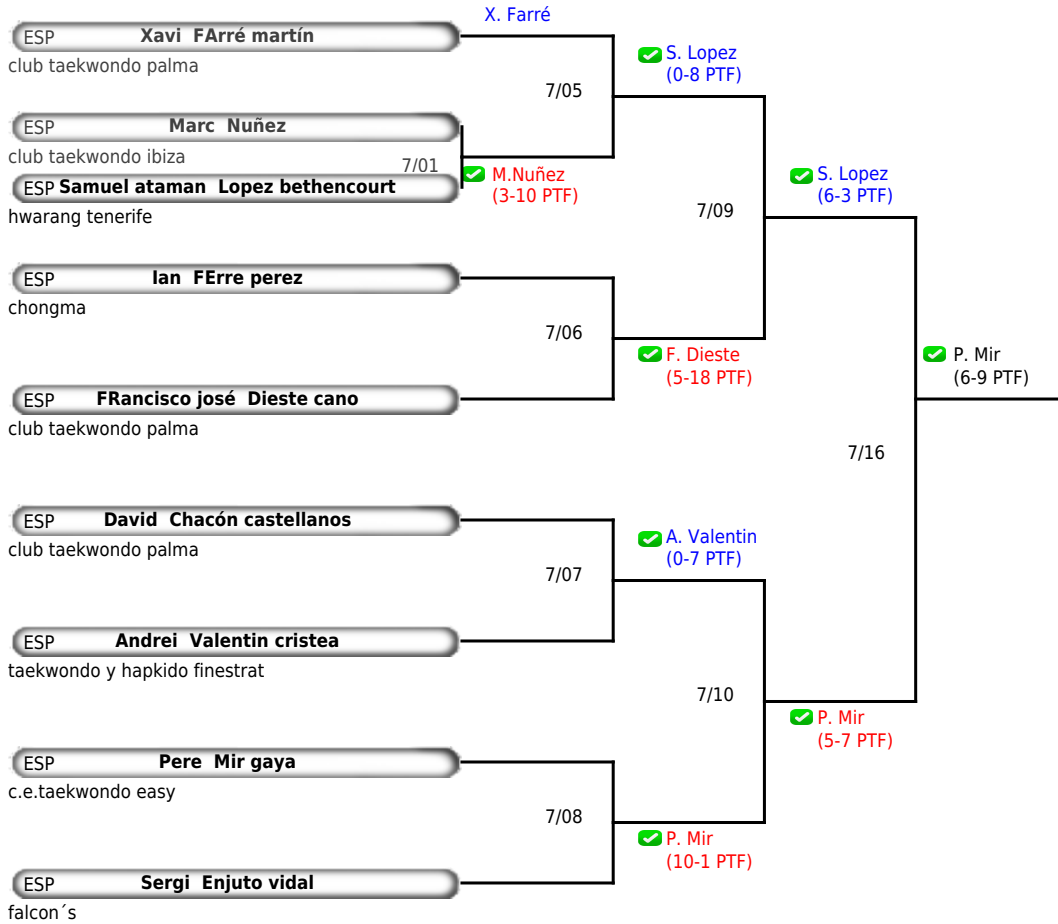 X. Farré
ESP Xavi FArré martín
club taekwondo palma
S. Lopez
(0-8 PTF)
7/05
ESP Marc Nuñez
club taekwondo ibiza
7/01
M.Nuñez
(3-10 PTF)
S. Lopez
(6-3 PTF)
ESP Samuel ataman Lopez bethencourt
hwarang tenerife
7/09
ESP Ian FErre perez
chongma
7/06
F. Dieste
(5-18 PTF)
P. Mir
(6-9 PTF)
ESP FRancisco josé Dieste cano
club taekwondo palma
7/16
ESP David Chacón castellanos
club taekwondo palma
A. Valentin
(0-7 PTF)
7/07
ESP Andrei Valentin cristea
taekwondo y hapkido finestrat
7/10
P. Mir
(5-7 PTF)
ESP Pere Mir gaya
c.e.taekwondo easy
7/08
P. Mir
(10-1 PTF)
ESP Sergi Enjuto vidal
falcon´s